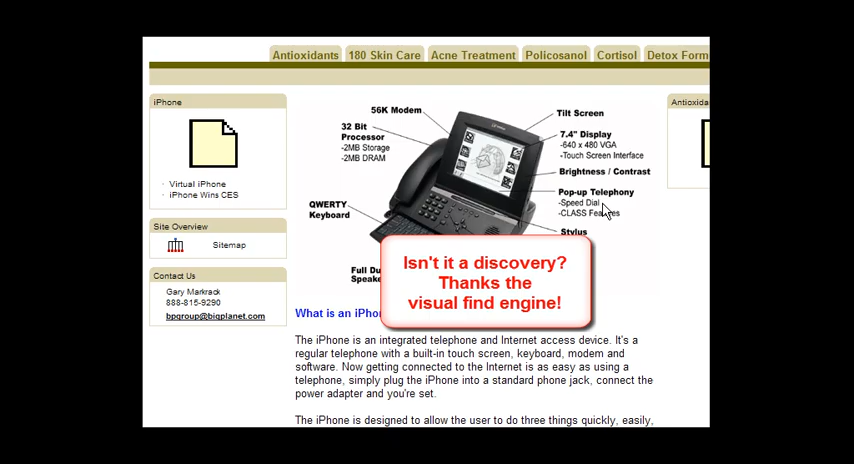 Antioxidants 180 Skin Care Acne Treatment Policosanol Cortisol Detox Form
iPhone
Virtual iPhone
iPhone Wins CES
Site Overview
Sitemap
Contact Us
Gary Markrack
888-815-9290
bpgroup@bigplanet.com
56K Modem
32 Bit
Processor
-2MB Storage
-2MB DRAM
QWERTY
Keyboard
Full Du
Speake
Tilt Screen
7.4" Display
-640 x 480 VGA
-Touch Screen Interface
Brightness / Contrast
Pop-up Telephony
-Speed Dial
-CLASS Features
Stylus
Antioxida
Isn't it a discovery?
Thanks the
visual find engine!
What is an iPho
The iPhone is an integrated telephone and Internet access device. It's a
regular telephone with a built-in touch screen, keyboard, modem and
software. Now getting connected to the Internet is as easy as using a
telephone, simply plug the iPhone into a standard phone jack, connect the
power adapter and you're set.
The iPhone is designed to allow the user to do three things quickly, easily,